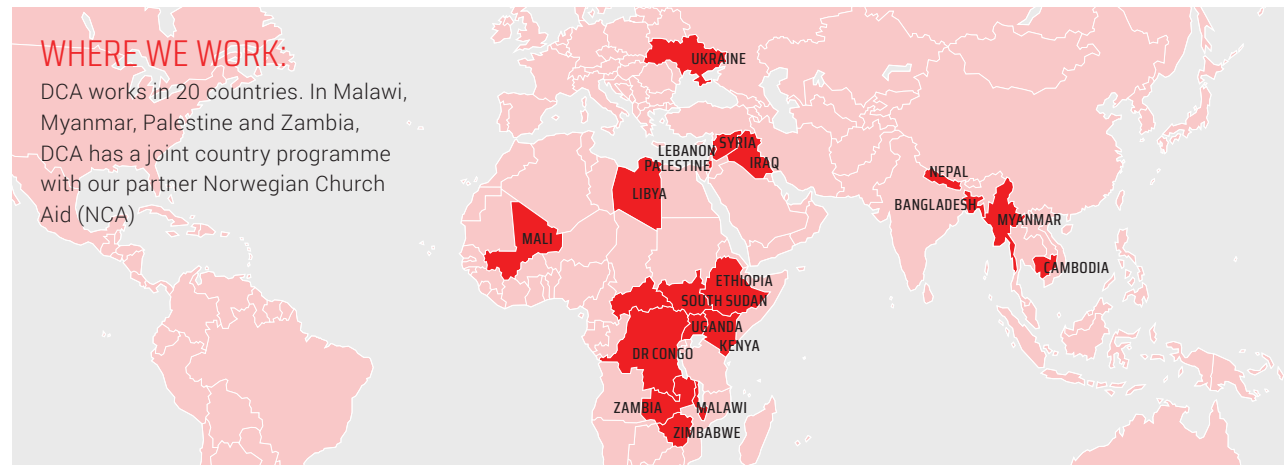 WHERE WE WORK:
DCA works in 20 countries. In Malawi,
Myanmar, Palestine and Zambia,
DCA has a joint country programme
with our partner Norwegian Church
Aid (NCA)
UKRAINE
SYRIA
LEBANON
PALESTINE
IRAQ
LIBYA
NEPAL
BANGLADESH
MYANMAR
MALI
CAMBODIA
ETHIOPIA
SOUTH SUDAN
UGANDA
KENYA
DR CONGO
ZAMBIA
MALAWI
ZIMBABWE